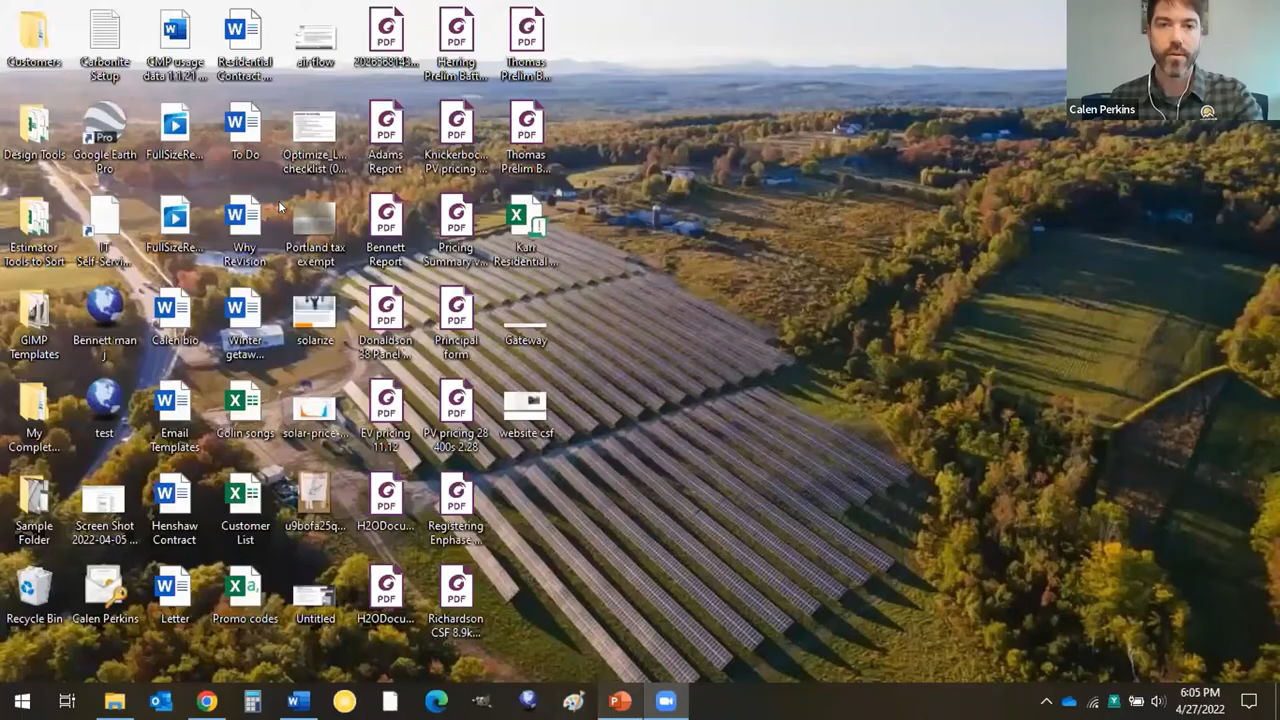 Customers
Carbonite
Setup
CMP usage
data 1.1.21 ...
Residential
Contract ...
air flow
2026958143...
Herring
Prelim Batt...
Thomas
Prelim B...
Calen Perkins
Design Tools
Pro
Google Earth
Pro
FullSizeRe...
To Do
Optimize_L...
checklist (0...
Adams
Report
Knickerboc...
PV pricing ...
Thomas
Prelim B...
Estimator
Tools to Sort
IT
Self-Servi...
FullSizeRe...
Why
ReVision
Portland tax
exempt
Bennett
Report
Pricing
Summary v...
Karr
Residential...
GIMP
Templates
Bennett man
j
Calen bio
Winter
getaw...
solarize
Donaldson
38 Panel ...
Principal
form
Gateway
My
Complet...
test
Email
Templates
Colin songs
solar-price-...
EV pricing
11.12
PV pricing 28
400s 2.28
website csf
Sample
Folder
Screen Shot
2022-04-05 ...
Henshaw
Contract
Customer
List
u9bofa25q...
H2ODocu...
Registering
Enphase...
Recycle Bin
Calen Perkins
Letter
Promo codes
Untitled
H2ODocu...
Richardson
CSF 8.9k...
6:05 PM
4/27/2022